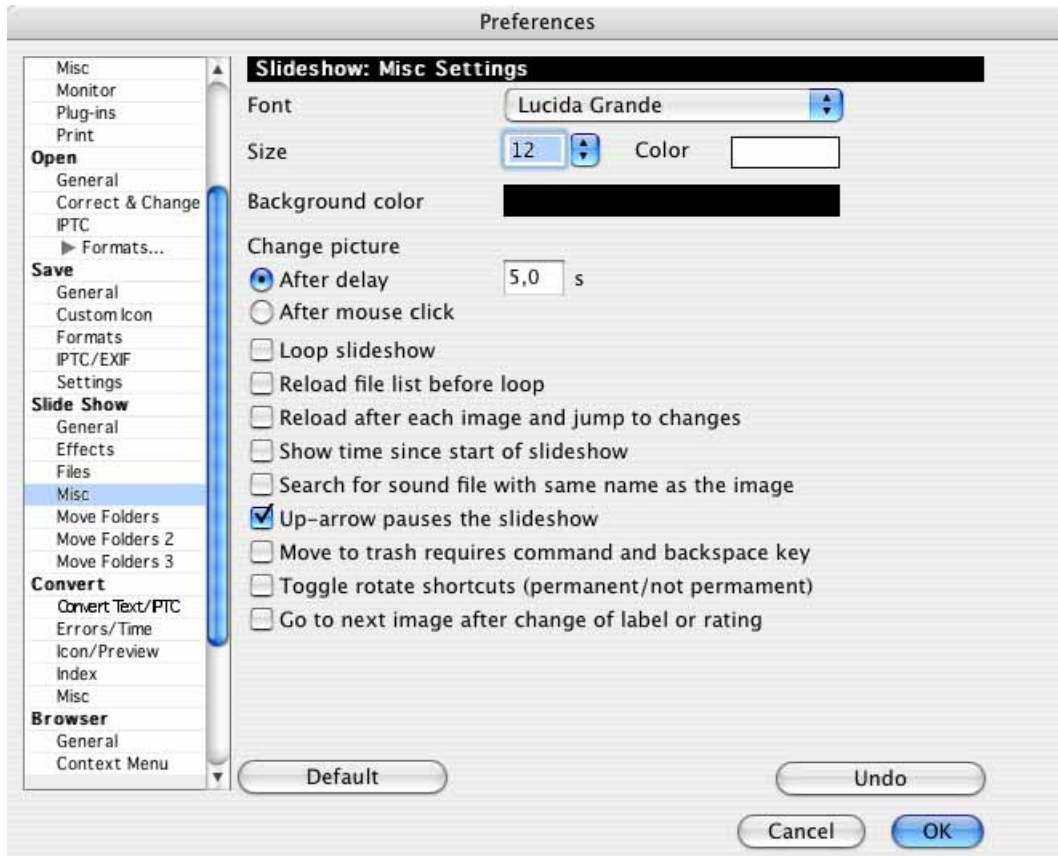 Preferences
Misc
Monitor
Plug-ins
Print
Open
General
Correct & Change
IPTC
Formats...
Save
General
Custom Icon
Formats
IPTC/EXIF
Settings
Slide Show
General
Effects
Files
Misc
Move Folders
Move Folders 2
Move Folders 3
Convert
Convert Text/IPTC
Errors/Time
Icon/Preview
Index
Misc
Browser
General
Context Menu
Slideshow: Misc Settings
Font Lucida Grande
Size 12 Color
Background color
Change picture
After delay 5,0 s
After mouse click
Loop slideshow
Reload file list before loop
Reload after each image and jump to changes
Show time since start of slideshow
Search for sound file with same name as the image
Up-arrow pauses the slideshow
Move to trash requires command and backspace key
Toggle rotate shortcuts (permanent/not permament)
Go to next image after change of label or rating
Default Undo
Cancel OK